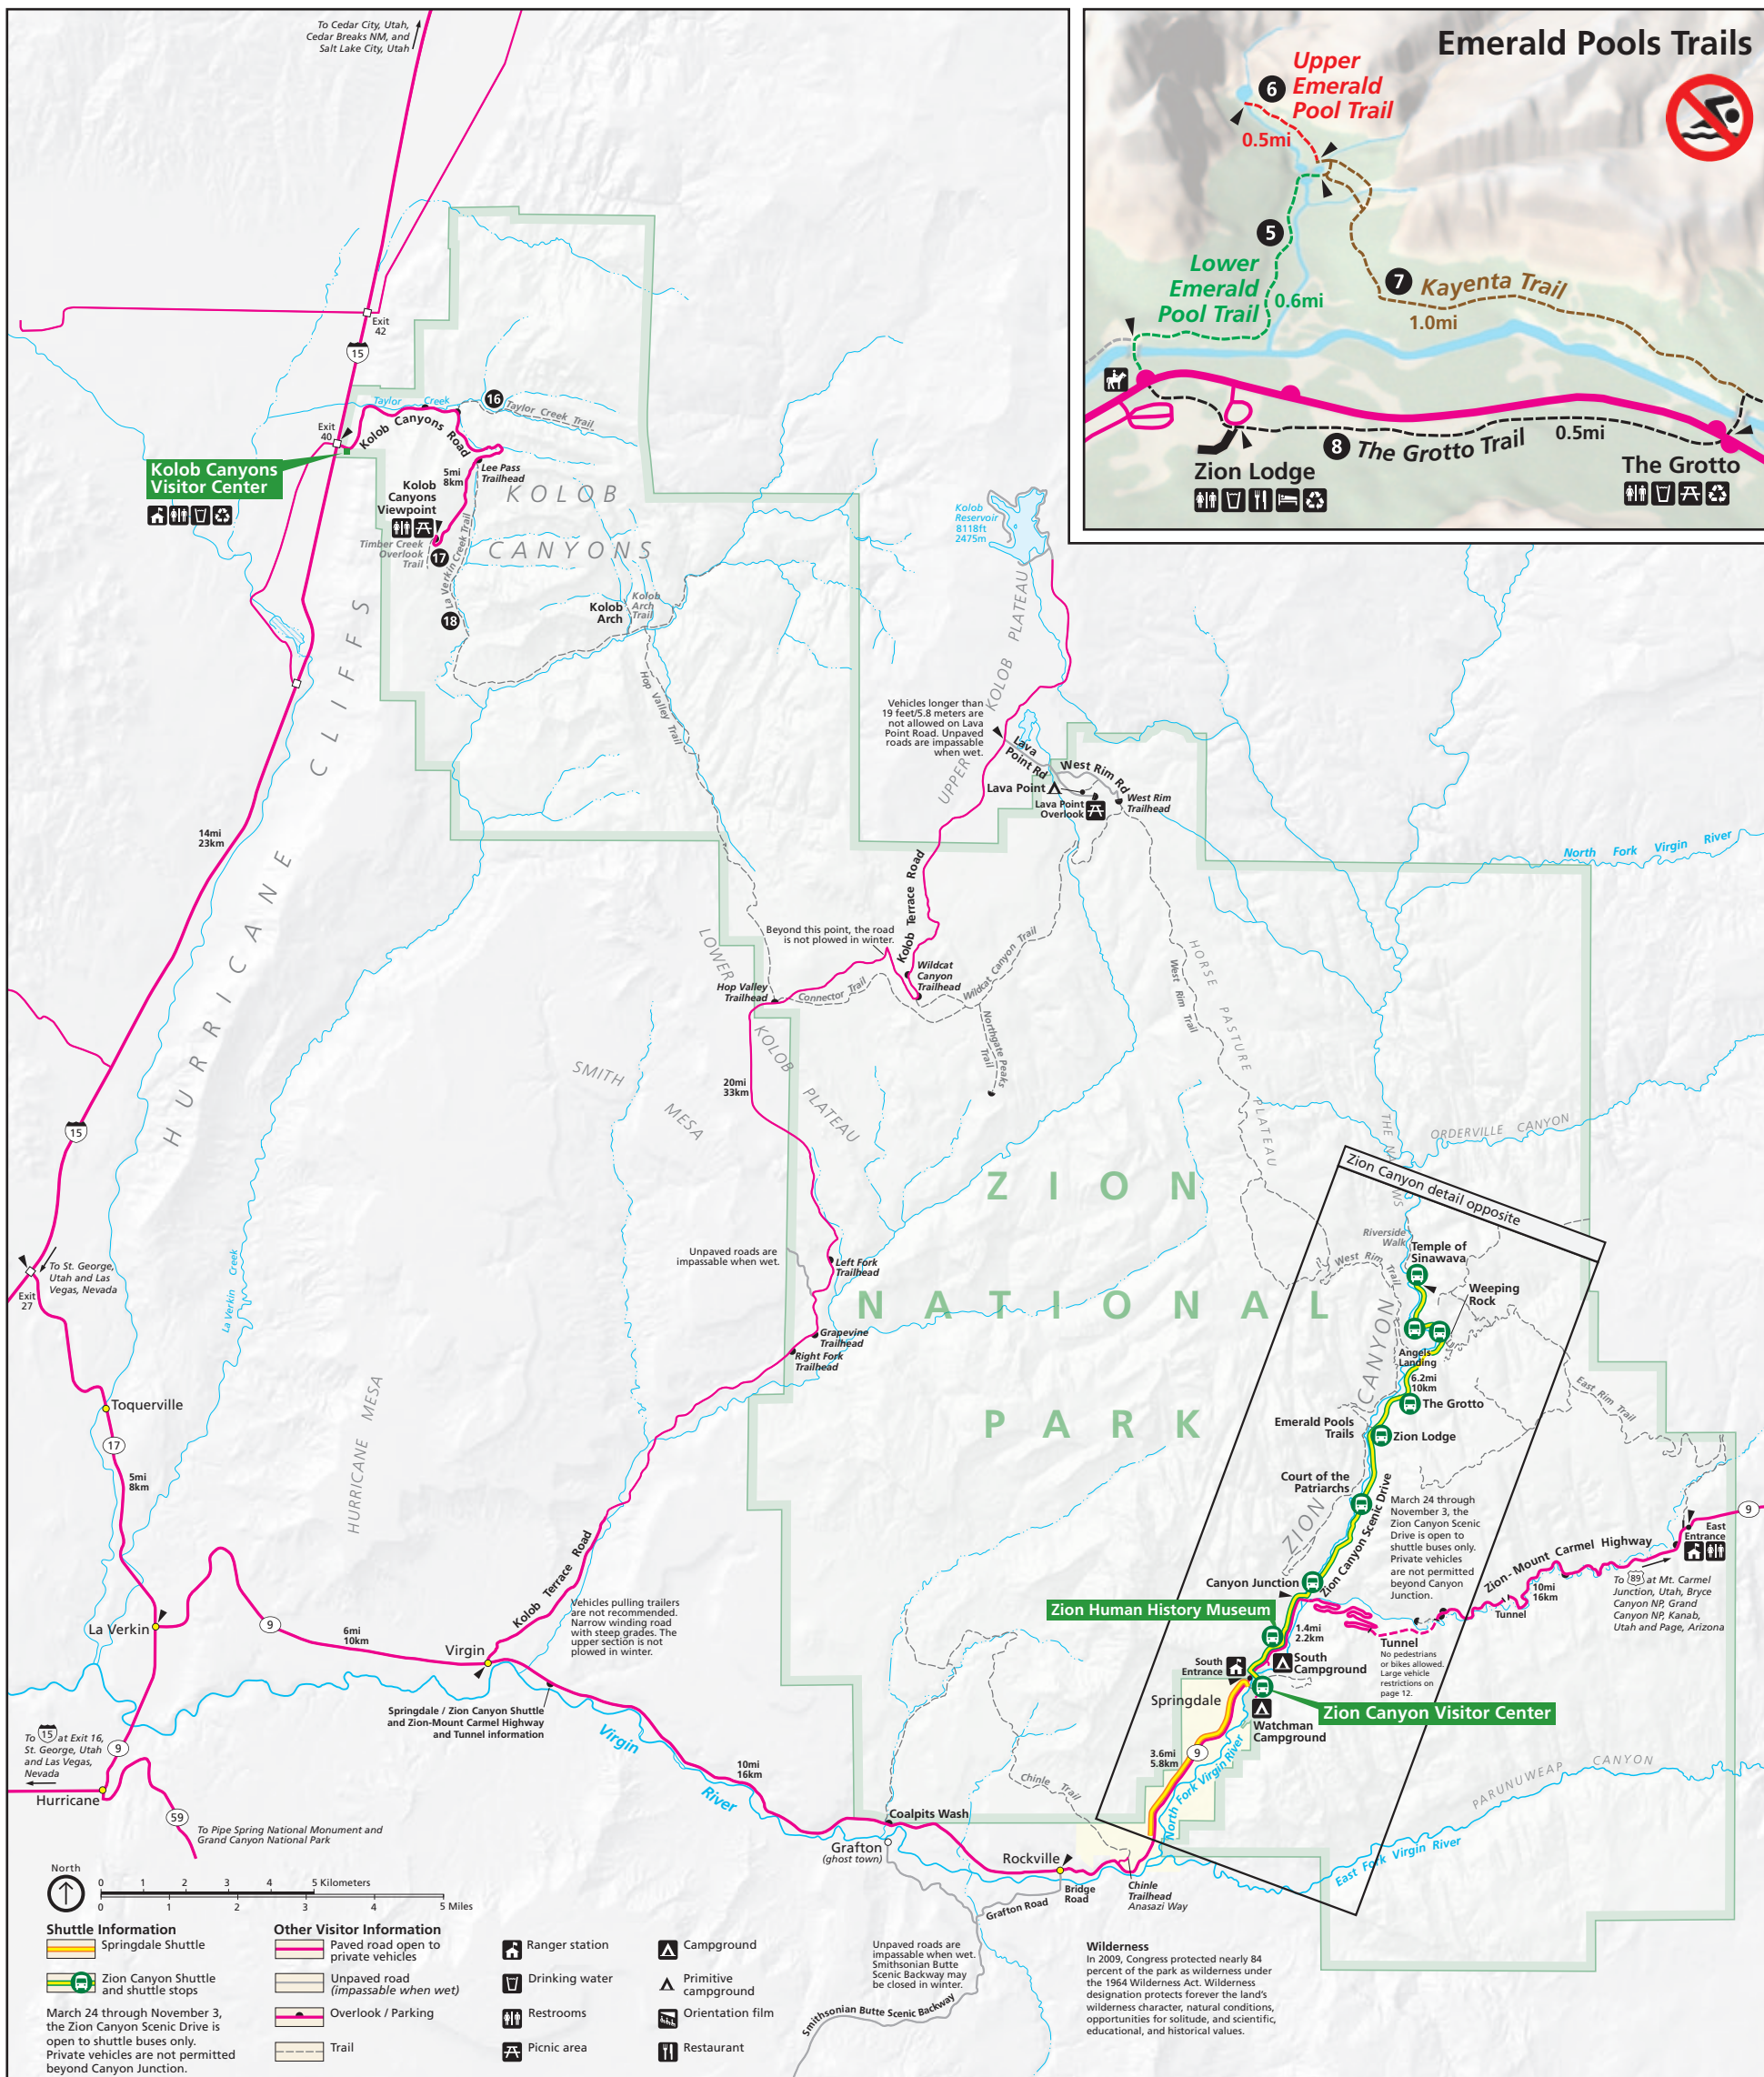 To Cedar City, Utah,
Cedar Breaks NM, and
Salt Lake City, Utah
Emerald Pools Trails
6
Upper
Emerald
Pool Trail
0.5mi
5
Lower
Emerald
Pool Trail
0.6mi
7 Kayenta Trail
1.0mi
8 The Grotto Trail
0.5mi
Zion Lodge
The Grotto
Exit
42
15
Taylor Creek
16
Taylor Creek Trail
Exit
40
Kolob Canyons Road
Kolob Canyons
Visitor Center
5mi
8km
Lee Pass
Trailhead
Kolob
Canyons
Viewpoint
KOLOB
CANYONS
Timber Creek
Overlook
Trail
17
La Verkin Creek Trail
18
Kolob
Arch
Kolob
Arch
Trail
Kolob
Reservoir
8118ft
2475m
UPPER KOLOB PLATEAU
Hop Valley Trail
Vehicles longer than
19 feet/5.8 meters are
not allowed on Lava
Point Road. Unpaved
roads are impassable
when wet.
Lava
Point Rd
West Rim Rd
Lava Point
Lava Point
Overlook
West Rim
Trailhead
HURRICANE CLIFFS
14mi
23km
North Fork Virgin River
Kolob Terrace Road
Beyond this point, the road
is not plowed in winter.
Wildcat
Canyon
Trailhead
Wildcat Canyon Trail
Hop Valley
Trailhead
Connector Trail
Northgate Peaks
Trail
West Rim Trail
HORSE PASTURE PLATEAU
LOWER KOLOB PLATEAU
SMITH
MESA
20mi
33km
15
THE NARROWS
ORDERVILLE CANYON
ZION
NATIONAL
PARK
Zion Canyon detail opposite
Riverside
Walk
Temple of
Sinawava
West Rim Trail
Weeping
Rock
Angels
Landing
6.2mi
10km
The Grotto
Emerald Pools
Trails
Zion Lodge
Court of the
Patriarchs
ZION CANYON
Zion Canyon Scenic Drive
East Rim Trail
March 24 through
November 3, the
Zion Canyon Scenic
Drive is open to
shuttle buses only.
Private vehicles
are not permitted
beyond Canyon
Junction.
Unpaved roads are
impassable when wet.
Left Fork
Trailhead
Grapevine
Trailhead
Right Fork
Trailhead
To St. George,
Utah and Las
Vegas, Nevada
Exit
27
La Verkin Creek
Toquerville
17
5mi
8km
HURRICANE MESA
La Verkin
9
6mi
10km
Virgin
Kolob Terrace Road
Vehicles pulling trailers
are not recommended.
Narrow winding road
with steep grades. The
upper section is not
plowed in winter.
Springdale / Zion Canyon Shuttle
and Zion-Mount Carmel Highway
and Tunnel information
Virgin River
10mi
16km
Canyon Junction
Zion Human History Museum
1.4mi
2.2km
South
Entrance
South
Campground
Springdale
Zion Canyon Visitor Center
Watchman
Campground
3.6mi
5.8km
9
North Fork Virgin River
Tunnel
No pedestrians
or bikes allowed.
Large vehicle
restrictions on
page 12.
Zion-Mount Carmel Highway
10mi
16km
Tunnel
East
Entrance
9
To 89 at Mt. Carmel
Junction, Utah, Bryce
Canyon NP, Grand
Canyon NP, Kanab,
Utah and Page, Arizona
PARUNUWEAP CANYON
East Fork Virgin River
Chinle Trail
Coalpits Wash
Grafton
(ghost town)
Rockville
Bridge
Road
Grafton Road
Chinle
Trailhead
Anasazi Way
To 15 at Exit 16,
St. George, Utah
and Las Vegas,
Nevada
9
Hurricane
59
To Pipe Spring National Monument and
Grand Canyon National Park
North
0 1 2 3 4 5 Kilometers
0 1 2 3 4 5 Miles
Shuttle Information
Springdale Shuttle
Zion Canyon Shuttle
and shuttle stops
March 24 through November 3,
the Zion Canyon Scenic Drive is
open to shuttle buses only.
Private vehicles are not permitted
beyond Canyon Junction.
Other Visitor Information
Paved road open to
private vehicles
Unpaved road
(impassable when wet)
Overlook / Parking
Trail
Ranger station
Drinking water
Restrooms
Picnic area
Campground
Primitive
campground
Orientation film
Restaurant
Unpaved roads are
impassable when wet.
Smithsonian Butte
Scenic Backway may
be closed in winter.
Smithsonian Butte Scenic Backway
Wilderness
In 2009, Congress protected nearly 84
percent of the park as wilderness under
the 1964 Wilderness Act. Wilderness
designation protects forever the land's
wilderness character, natural conditions,
opportunities for solitude, and scientific,
educational, and historical values.